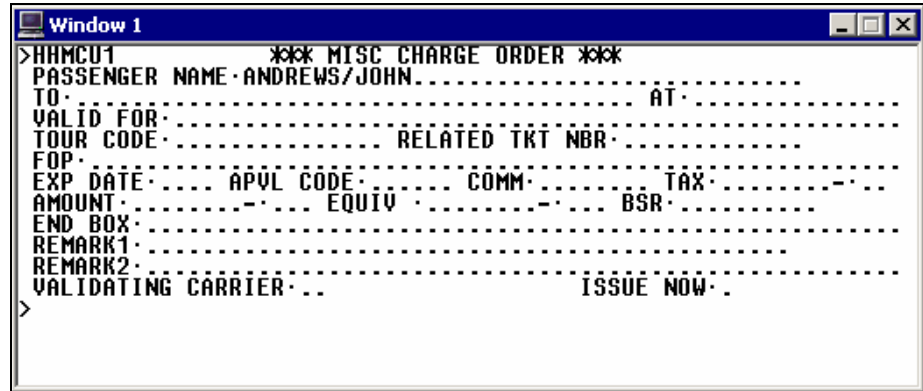 Window 1
>HHMCU1 *** MISC CHARGE ORDER ***
PASSENGER NAME·ANDREWS/JOHN............................
TO·........................................ AT·...............
VALID FOR·....................................................
TOUR CODE·............... RELATED TKT NBR·..............
FOP·..........................................................
EXP DATE·.... APVL CODE·...... COMM·........ TAX·........-·..
AMOUNT·........-·... EQUIV ·........-·... BSR·...........
END BOX·......................................................
REMARK1·..............................................
REMARK2·......................................................
VALIDATING CARRIER·.. ISSUE NOW·.
>